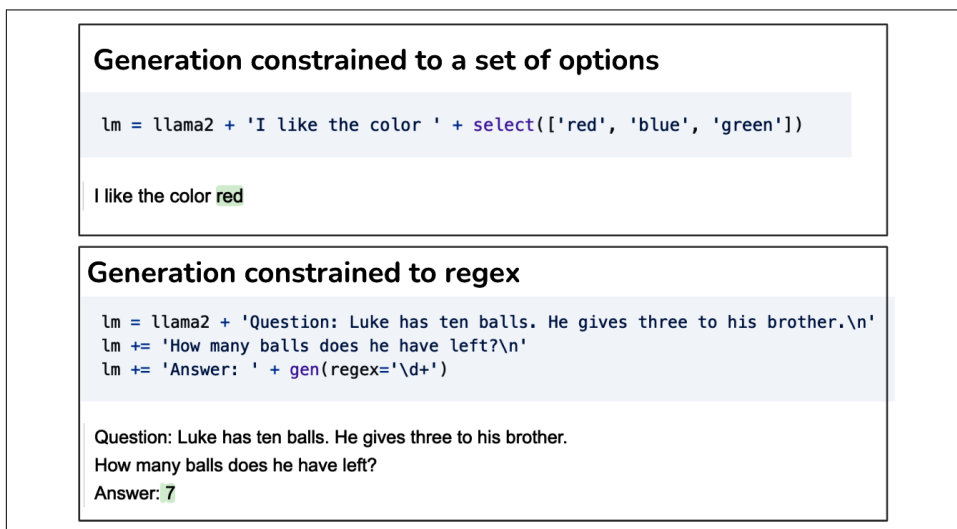 Generation constrained to a set of options
lm = llama2 + 'I like the color ' + select(['red', 'blue', 'green'])
I like the color red
Generation constrained to regex
lm = llama2 + 'Question: Luke has ten balls. He gives three to his brother.\n'
lm += 'How many balls does he have left?\n'
lm += 'Answer: ' + gen(regex='\d+')
Question: Luke has ten balls. He gives three to his brother.
How many balls does he have left?
Answer: 7